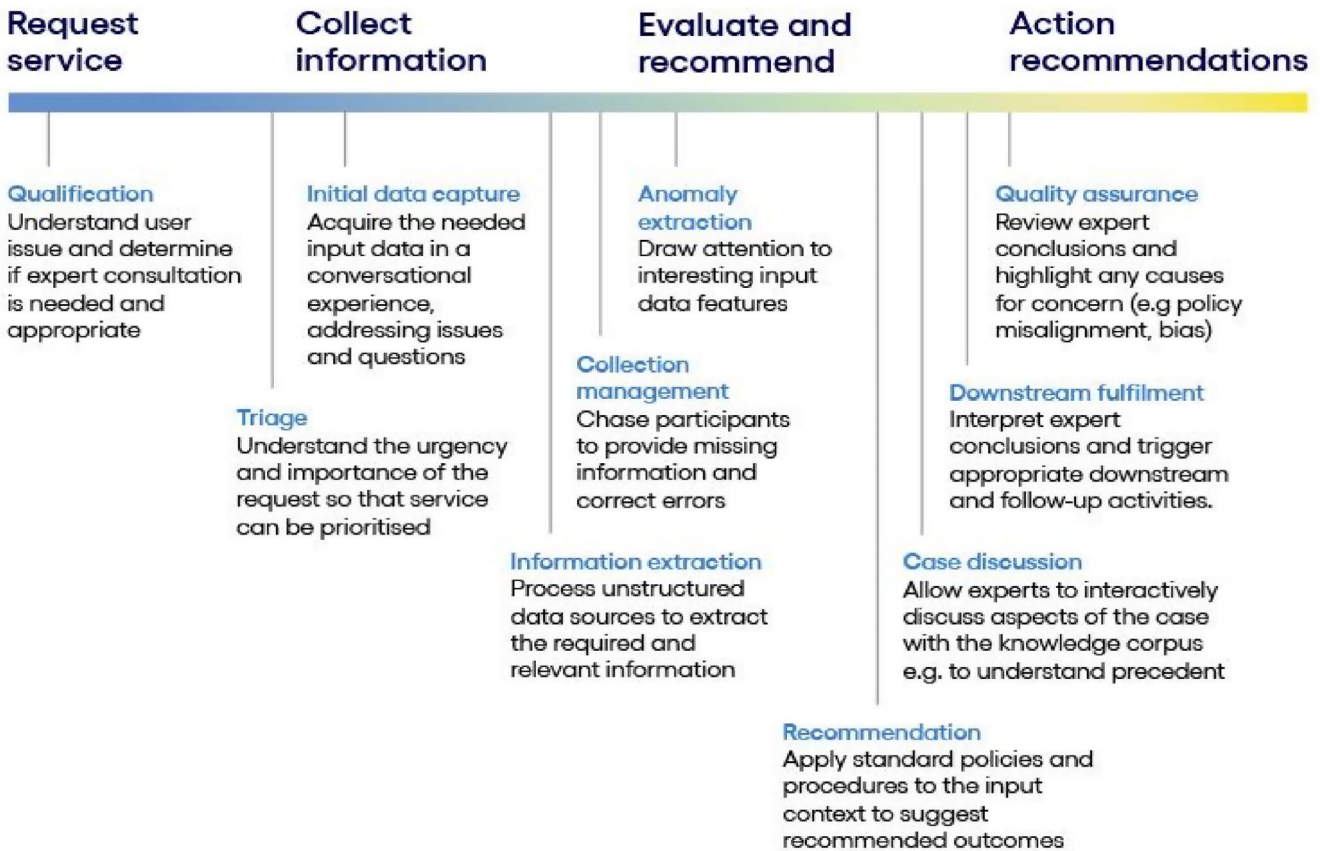 Request
service
Collect
information
Evaluate and
recommend
Action
recommendations
Qualification
Understand user
issue and determine
if expert consultation
is needed and
appropriate
Triage
Understand the urgency
and importance of the
request so that service
can be prioritised
Initial data capture
Acquire the needed
input data in a
conversational
experience,
addressing issues
and questions
Information extraction
Process unstructured
data sources to extract
the required and
relevant information
Collection
management
Chase participants
to provide missing
information and
correct errors
Anomaly
extraction
Draw attention to
interesting input
data features
Recommendation
Apply standard policies and
procedures to the input
context to suggest
recommended outcomes
Case discussion
Allow experts to interactively
discuss aspects of the case
with the knowledge corpus
e.g. to understand precedent
Downstream fulfilment
Interpret expert
conclusions and trigger
appropriate downstream
and follow-up activities.
Quality assurance
Review expert
conclusions and
highlight any causes
for concern (e.g policy
misalignment, bias)